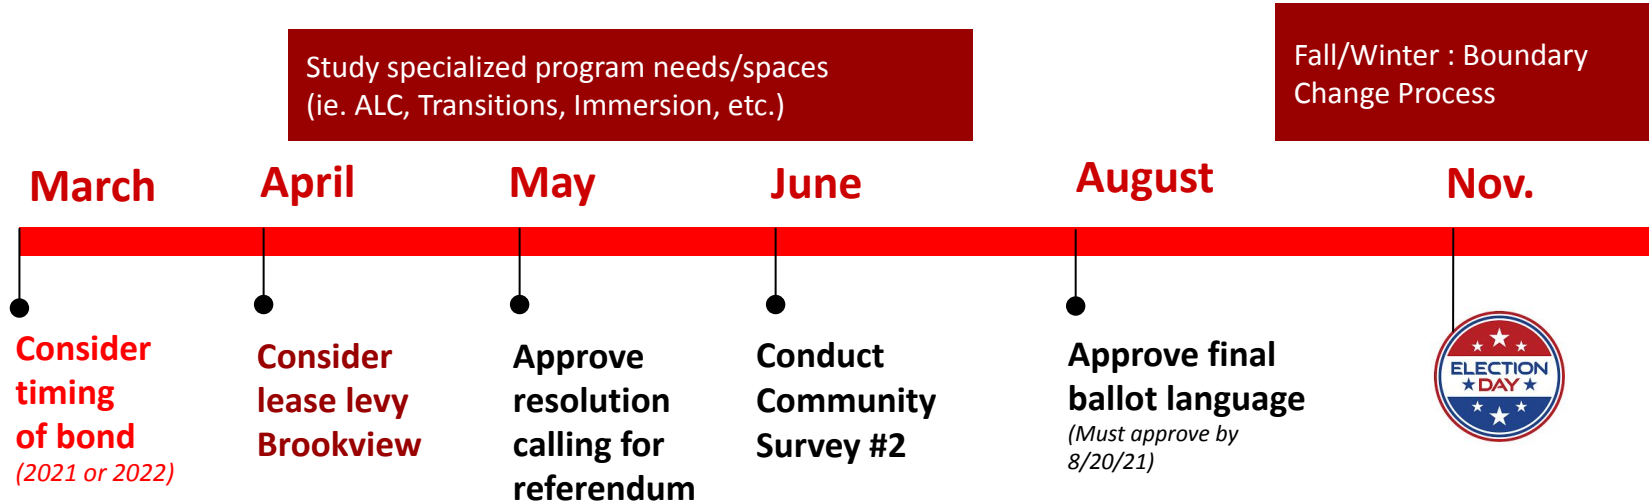 Study specialized program needs/spaces
(ie. ALC, Transitions, Immersion, etc.)
Fall/Winter : Boundary
Change Process
March
April
May
June
August
Nov.
Consider
timing
of bond
(2021 or 2022)
Consider
lease levy
Brookview
Approve
resolution
calling for
referendum
Conduct
Community
Survey #2
Approve final
ballot language
(Must approve by
8/20/21)
ELECTION
DAY